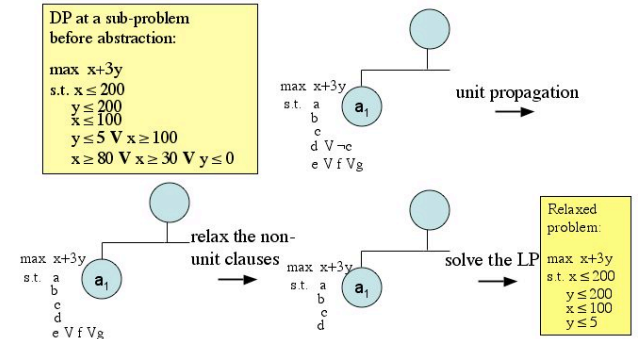 DP at a sub-problem
before abstraction:
max x+3y
s.t. x ≤ 200
y ≤ 200
x ≤ 100
y ≤ 5 V x ≥ 100
x ≥ 80 V x ≥ 30 V y ≤ 0
max x+3y
s.t. a
b
c
d V ¬c
e V f V g
a1
unit propagation
max x+3y
s.t. a
b
c
d
e V f V g
a1
relax the non-
unit clauses
max x+3y
s.t. a
b
c
d
a1
solve the LP
Relaxed
problem:
max x+3y
s.t. x ≤ 200
y ≤ 200
x ≤ 100
y ≤ 5